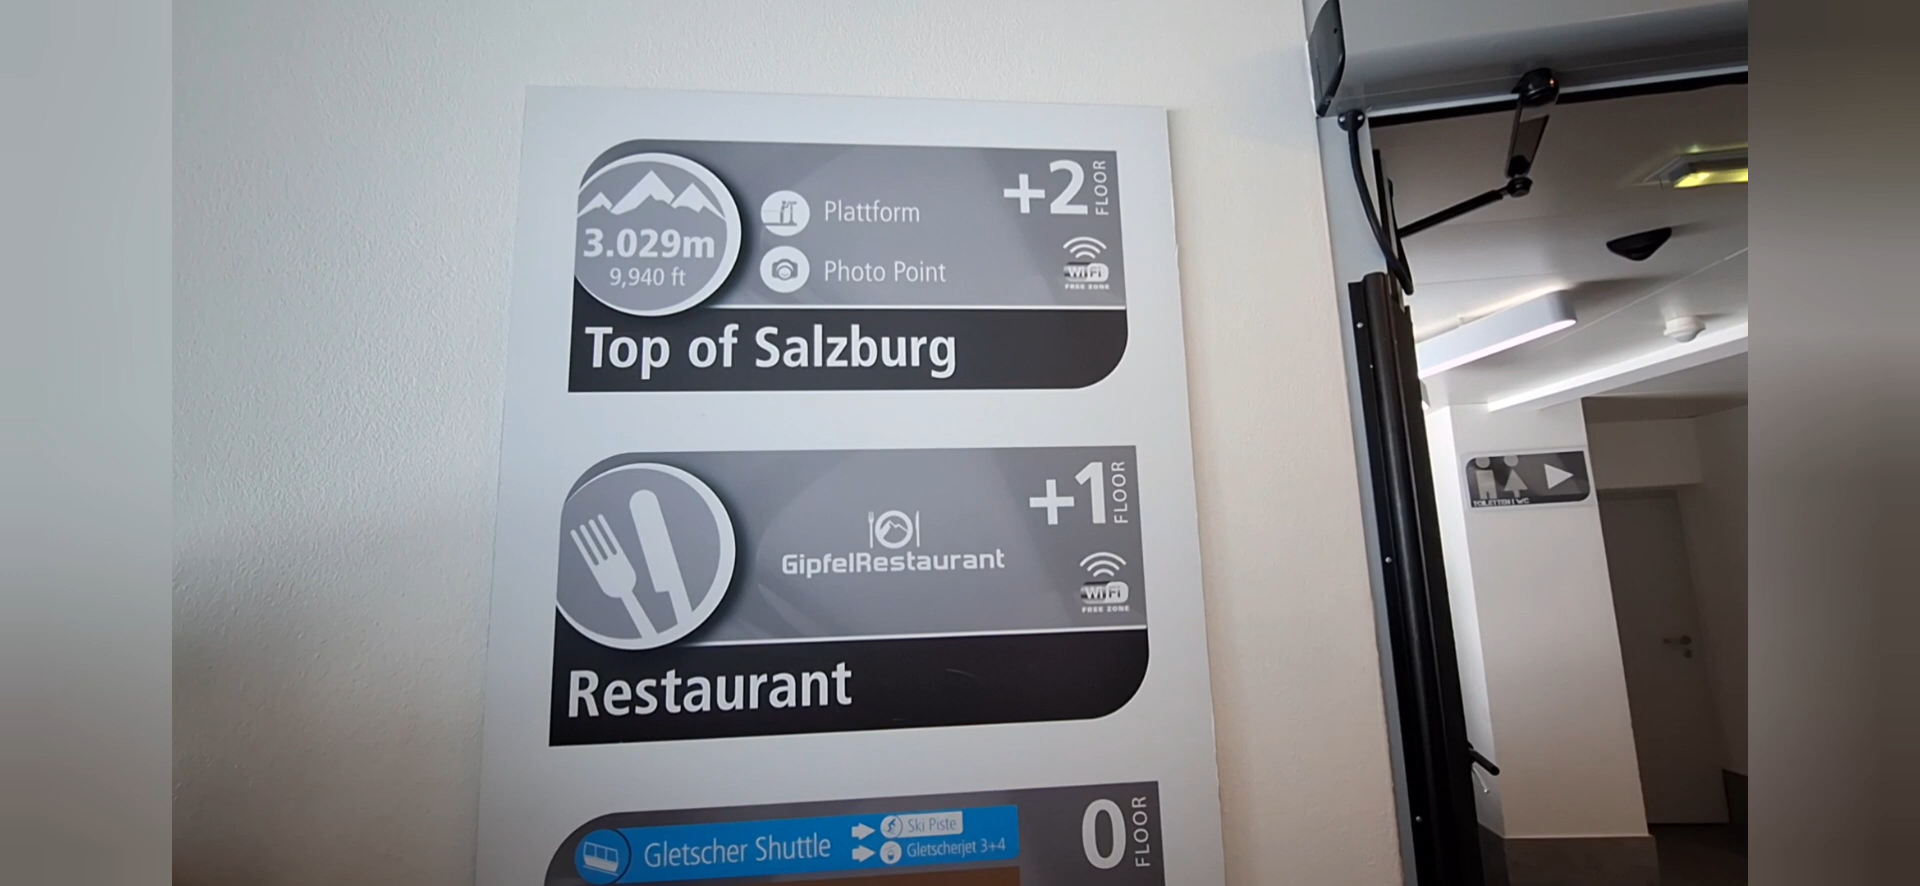 +2 FLOOR
Plattform
3.029m
9,940 ft
Photo Point
WiFi
FREE ZONE
Top of Salzburg
+1 FLOOR
GipfelRestaurant
WiFi
FREE ZONE
Restaurant
0 FLOOR
Gletscher Shuttle
Ski Piste
Gletscherjet 3+4
TOILETTEN | WC